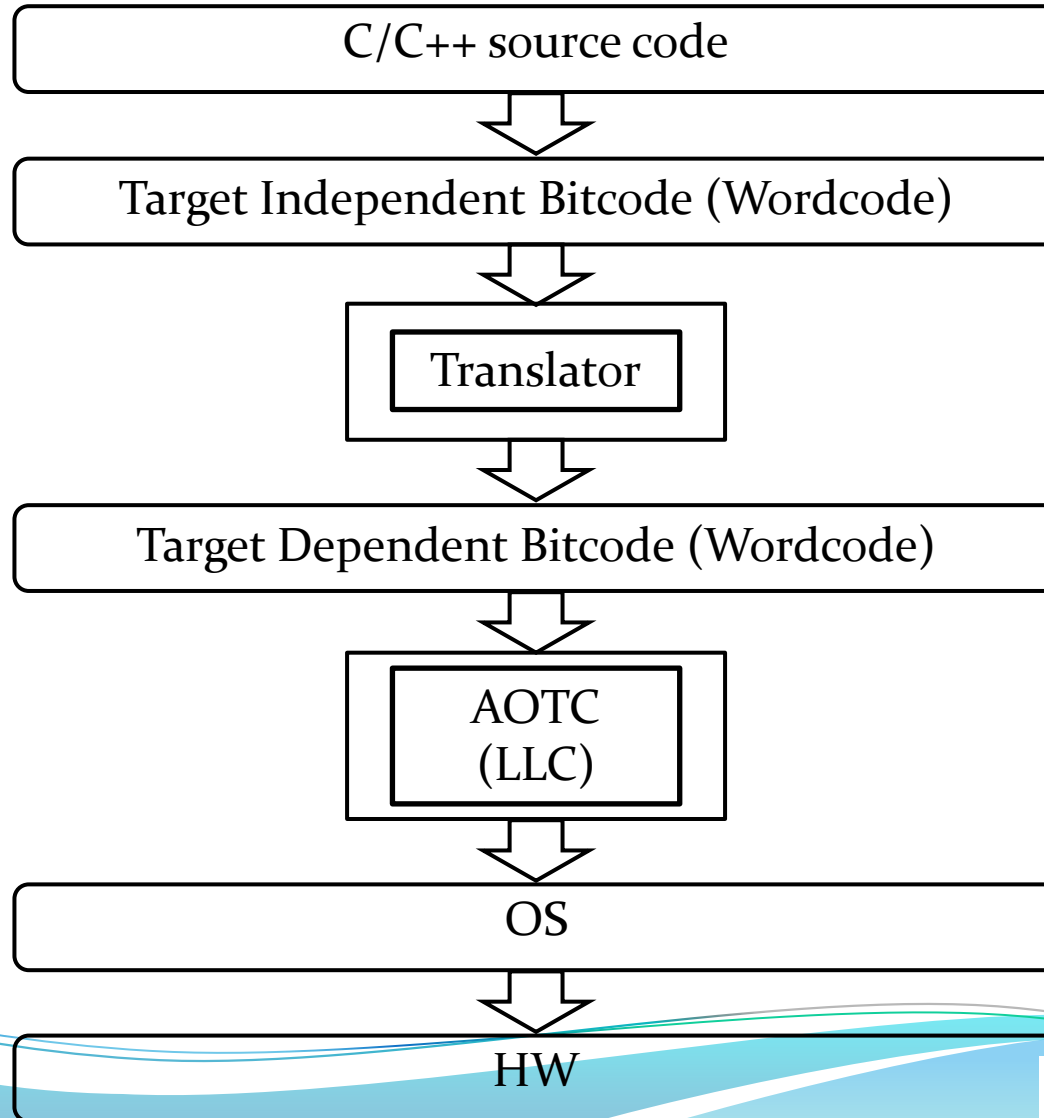 C/C++ source code
Target Independent Bitcode (Wordcode)
Translator
Target Dependent Bitcode (Wordcode)
AOTC
(LLC)
OS
HW